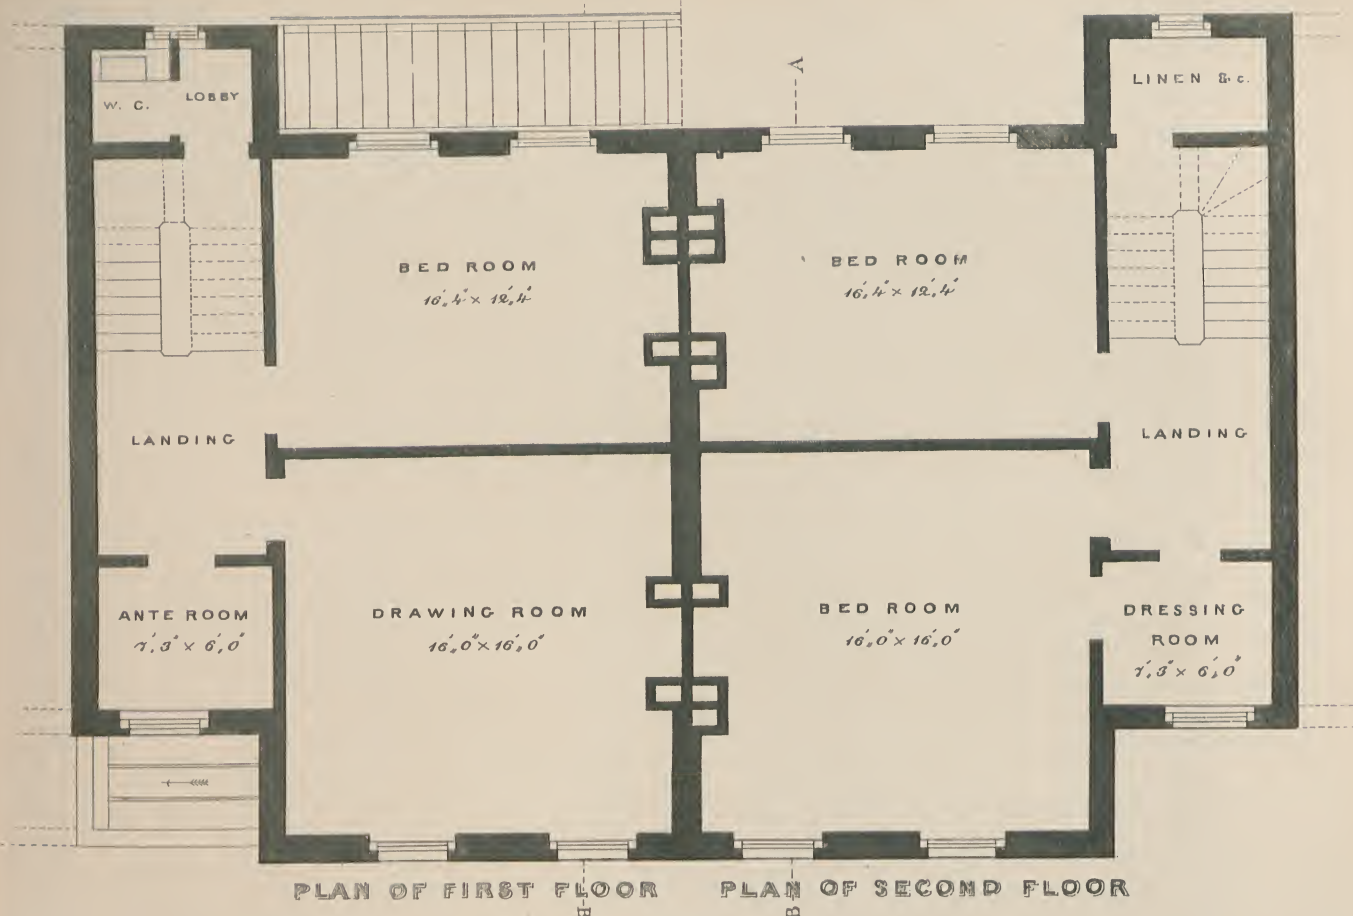 W. C.
LOBBY
BED ROOM
16'.4" × 12'.4"
LANDING
ANTE ROOM
7'.3" × 6'.0"
DRAWING ROOM
16'.0" × 16'.0"
PLAN OF FIRST FLOOR
A
LINEN &c.
BED ROOM
16'.4" × 12'.4"
LANDING
BED ROOM
16'.0" × 16'.0"
DRESSING
ROOM
7'.3" × 6'.0"
PLAN OF SECOND FLOOR
B